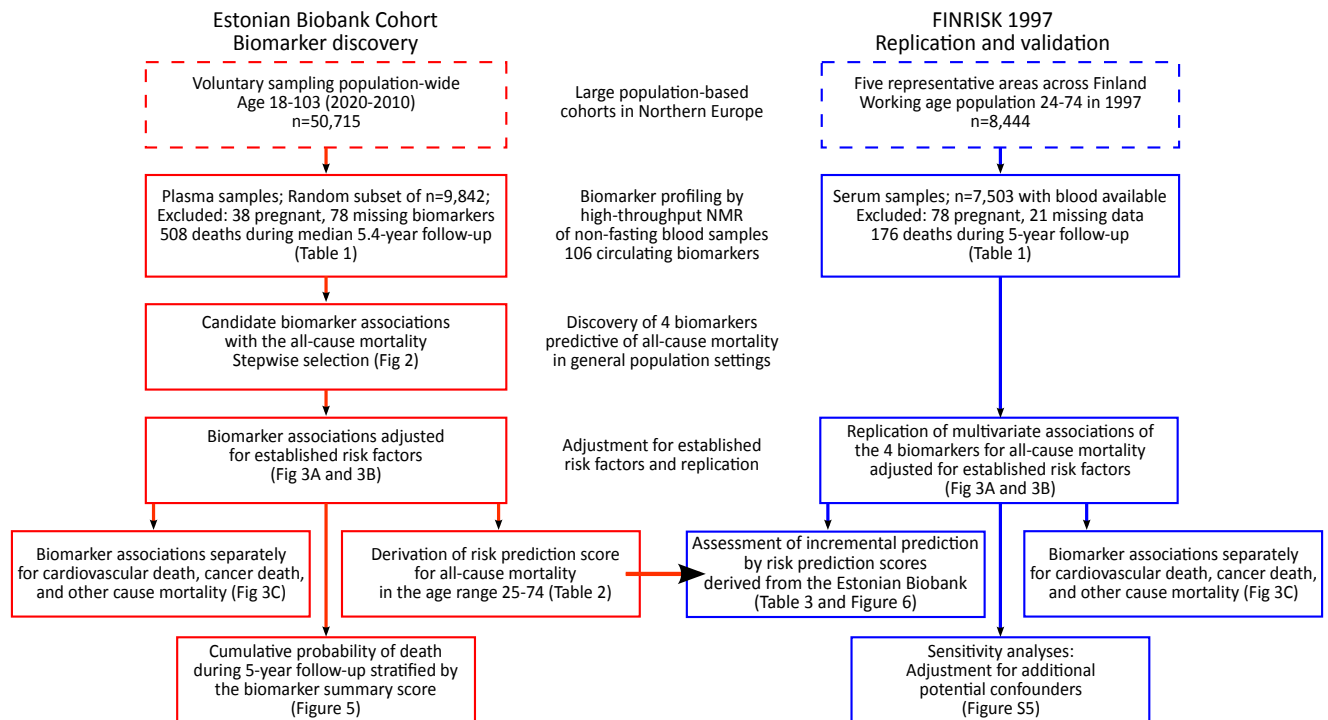 Estonian Biobank Cohort
Biomarker discovery
FINRISK 1997
Replication and validation
Voluntary sampling population-wide
Age 18-103 (2020-2010)
n=50,715
Large population-based
cohorts in Northern Europe
Five representative areas across Finland
Working age population 24-74 in 1997
n=8,444
Plasma samples; Random subset of n=9,842;
Excluded: 38 pregnant, 78 missing biomarkers
508 deaths during median 5.4-year follow-up
(Table 1)
Biomarker profiling by
high-throughput NMR
of non-fasting blood samples
106 circulating biomarkers
Serum samples; n=7,503 with blood available
Excluded: 78 pregnant, 21 missing data
176 deaths during 5-year follow-up
(Table 1)
Candidate biomarker associations
with the all-cause mortality
Stepwise selection (Fig 2)
Discovery of 4 biomarkers
predictive of all-cause mortality
in general population settings
Biomarker associations adjusted
for established risk factors
(Fig 3A and 3B)
Adjustment for established
risk factors and replication
Replication of multivariate associations of
the 4 biomarkers for all-cause mortality
adjusted for established risk factors
(Fig 3A and 3B)
Biomarker associations separately
for cardiovascular death, cancer death,
and other cause mortality (Fig 3C)
Derivation of risk prediction score
for all-cause mortality
in the age range 25-74 (Table 2)
Assessment of incremental prediction
by risk prediction scores
derived from the Estonian Biobank
(Table 3 and Figure 6)
Biomarker associations separately
for cardiovascular death, cancer death,
and other cause mortality (Fig 3C)
Cumulative probability of death
during 5-year follow-up stratified by
the biomarker summary score
(Figure 5)
Sensitivity analyses:
Adjustment for additional
potential confounders
(Figure S5)